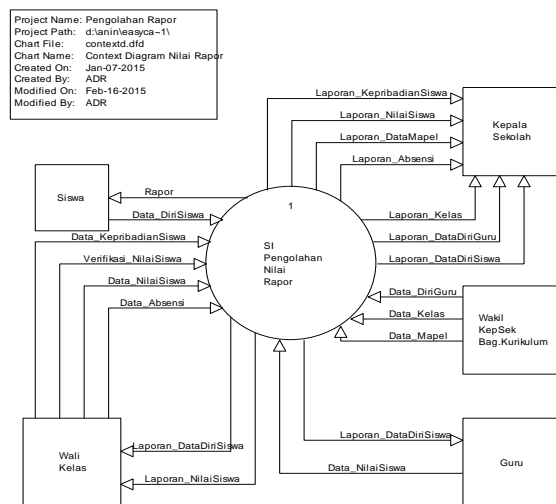 Project Name: Pengolahan Rapor
Project Path: d:\anin\easyca~1\
Chart File: contextd.dfd
Chart Name: Context Diagram Nilai Rapor
Created On: Jan-07-2015
Created By: ADR
Modified On: Feb-16-2015
Modified By: ADR
Laporan_KepribadianSiswa
Laporan_NilaiSiswa
Laporan_DataMapel
Laporan_Absensi
Kepala
Sekolah
Siswa
Rapor
Data_DiriSiswa
1
SI
Pengolahan
Nilai
Rapor
Laporan_Kelas
Laporan_DataDiriGuru
Laporan_DataDiriSiswa
Data_KepribadianSiswa
Verifikasi_NilaiSiswa
Data_NilaiSiswa
Data_Absensi
Data_DiriGuru
Data_Kelas
Data_Mapel
Wakil
KepSek
Bag.Kurikulum
Wali
Kelas
Laporan_DataDiriSiswa
Laporan_NilaiSiswa
Laporan_DataDiriSiswa
Data_NilaiSiswa
Guru